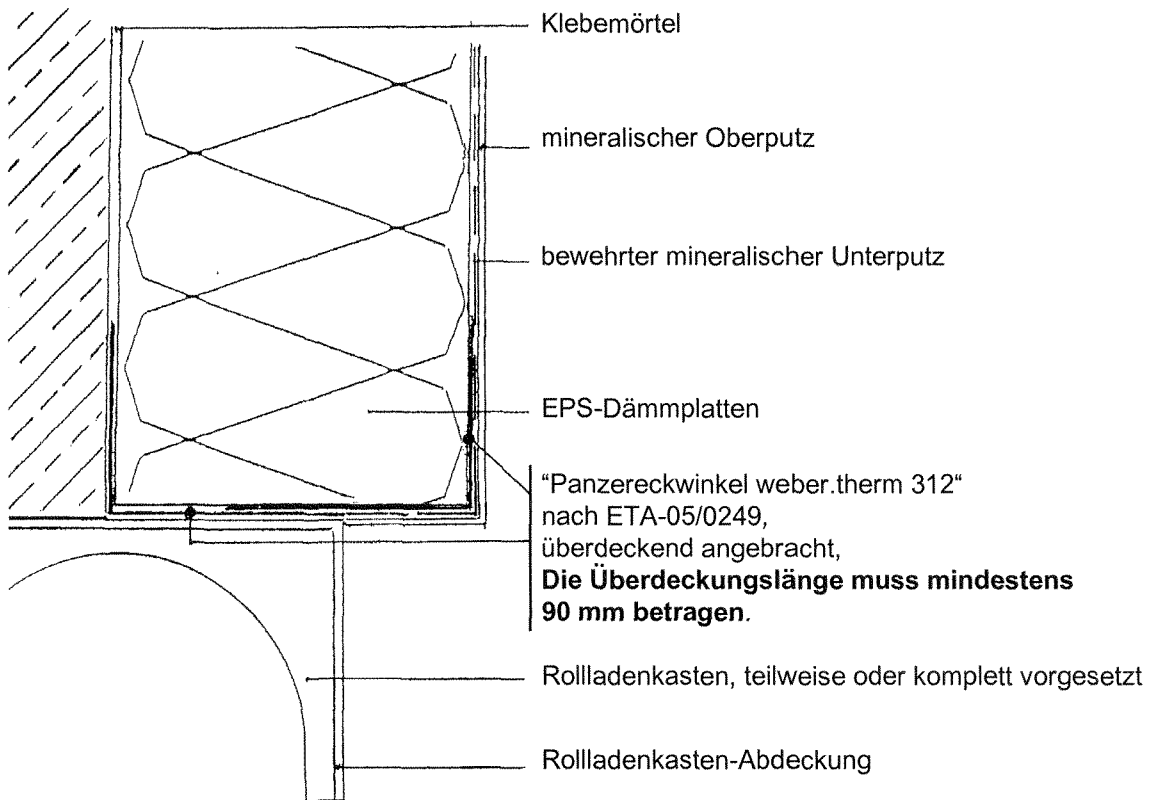 Klebemörtel
mineralischer Oberputz
bewehrter mineralischer Unterputz
EPS-Dämmplatten
“Panzereckwinkel weber.therm 312“
nach ETA-05/0249,
überdeckend angebracht,
Die Überdeckungslänge muss mindestens
90 mm betragen.
Rollladenkasten, teilweise oder komplett vorgesetzt
Rollladenkasten-Abdeckung